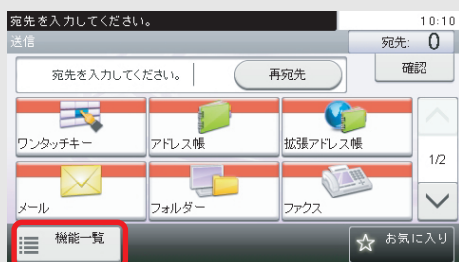 宛先を入力してください。 10:10
送信 宛先: 0
宛先を入力してください。 再宛先 確認
ワンタッチキー アドレス帳 拡張アドレス帳
1/2
メール フォルダー ファクス
機能一覧 お気に入り